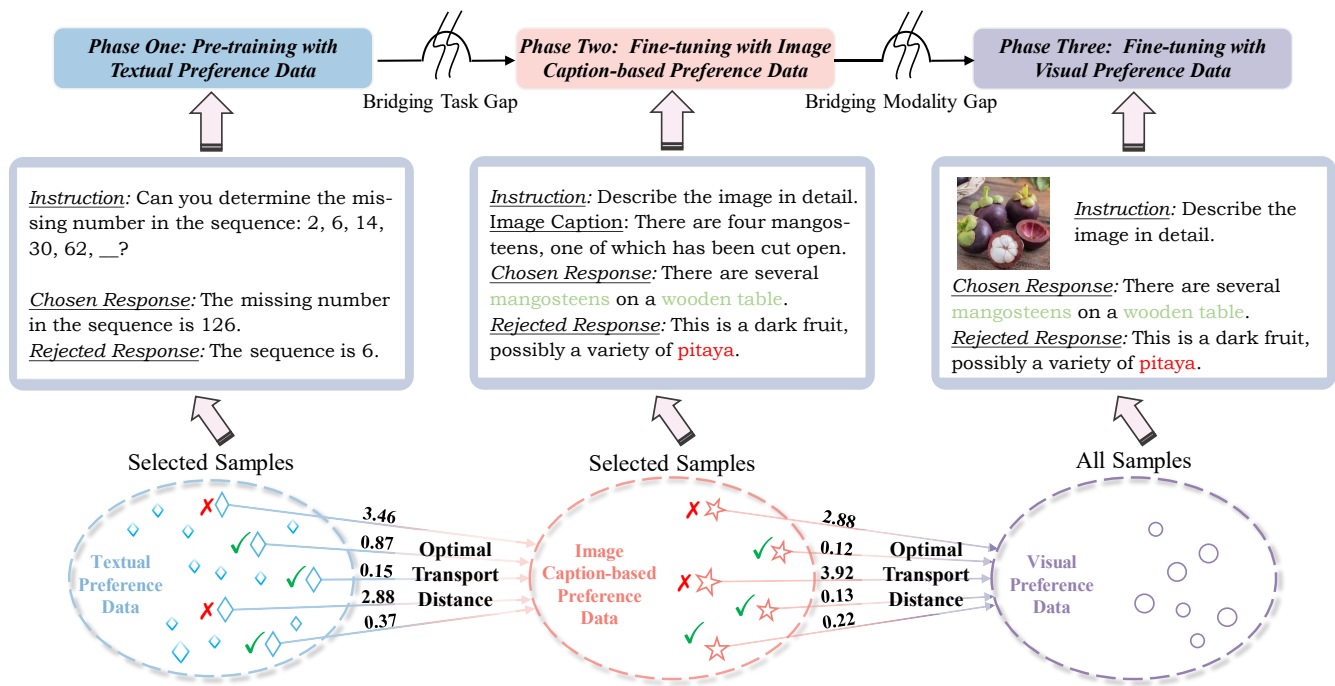 Phase One: Pre-training with
Textual Preference Data
Phase Two: Fine-tuning with Image
Caption-based Preference Data
Phase Three: Fine-tuning with
Visual Preference Data
Bridging Task Gap
Bridging Modality Gap
Instruction: Can you determine the mis-
sing number in the sequence: 2, 6, 14,
30, 62, __?
Chosen Response: The missing number
in the sequence is 126.
Rejected Response: The sequence is 6.
Instruction: Describe the image in detail.
Image Caption: There are four mangos-
teens, one of which has been cut open.
Chosen Response: There are several
mangosteens on a wooden table.
Rejected Response: This is a dark fruit,
possibly a variety of pitaya.
Instruction: Describe the
image in detail.
Chosen Response: There are several
mangosteens on a wooden table.
Rejected Response: This is a dark fruit,
possibly a variety of pitaya.
Selected Samples
Selected Samples
All Samples
Textual
Preference
Data
3.46
0.87
0.15
2.88
0.37
Optimal
Transport
Distance
Image
Caption-based
Preference
Data
2.88
0.12
3.92
0.13
0.22
Optimal
Transport
Distance
Visual
Preference
Data